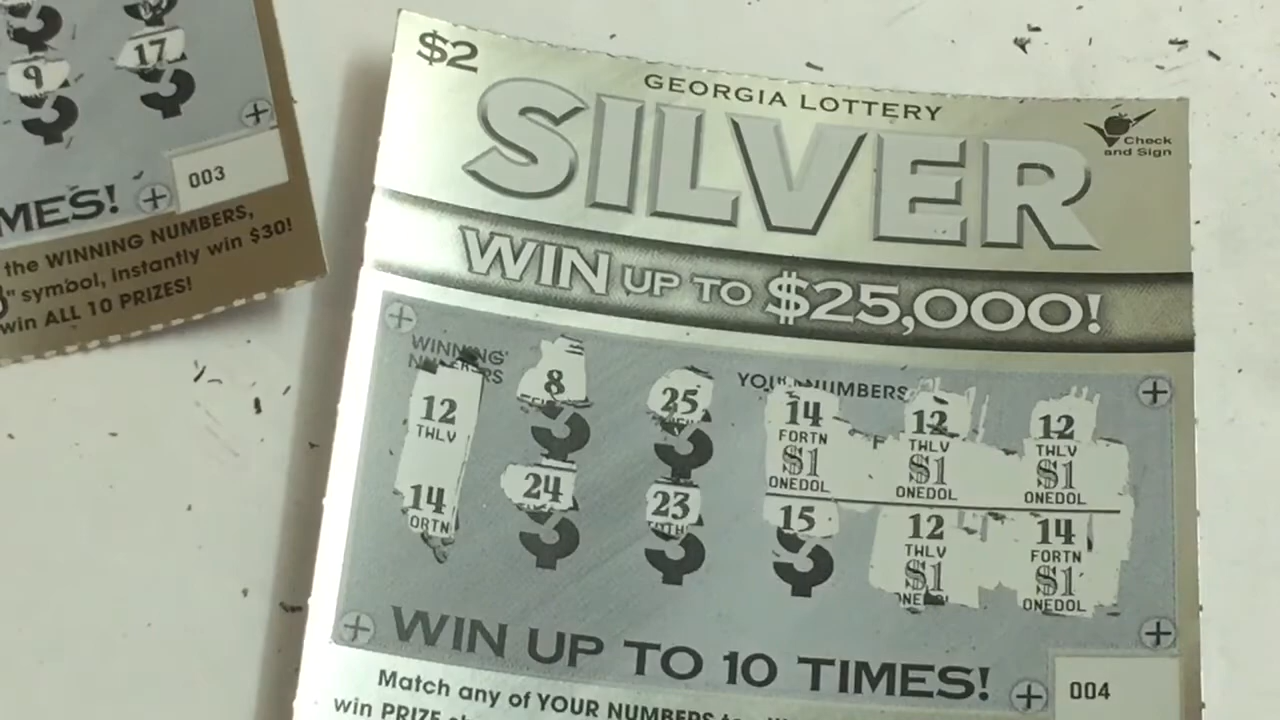 9 17
003
MES!
the WINNING NUMBERS,
" symbol, Instantly win $30!
win ALL 10 PRIZES!
$2
GEORGIA LOTTERY
Check
and Sign
SILVER
WIN UP TO $25,000!
WINNING
NUMBERS
YOUR NUMBERS
12 8 25 14 12 12
THLV FORTN THLV THLV
$1 $1 $1
ONEDOL ONEDOL ONEDOL
14 24 23 15 12 14
ORTN THLV FORTN
$1 $1
ONEDOL
WIN UP TO 10 TIMES!
004
Match any of YOUR NUMBERS to
win PRIZE